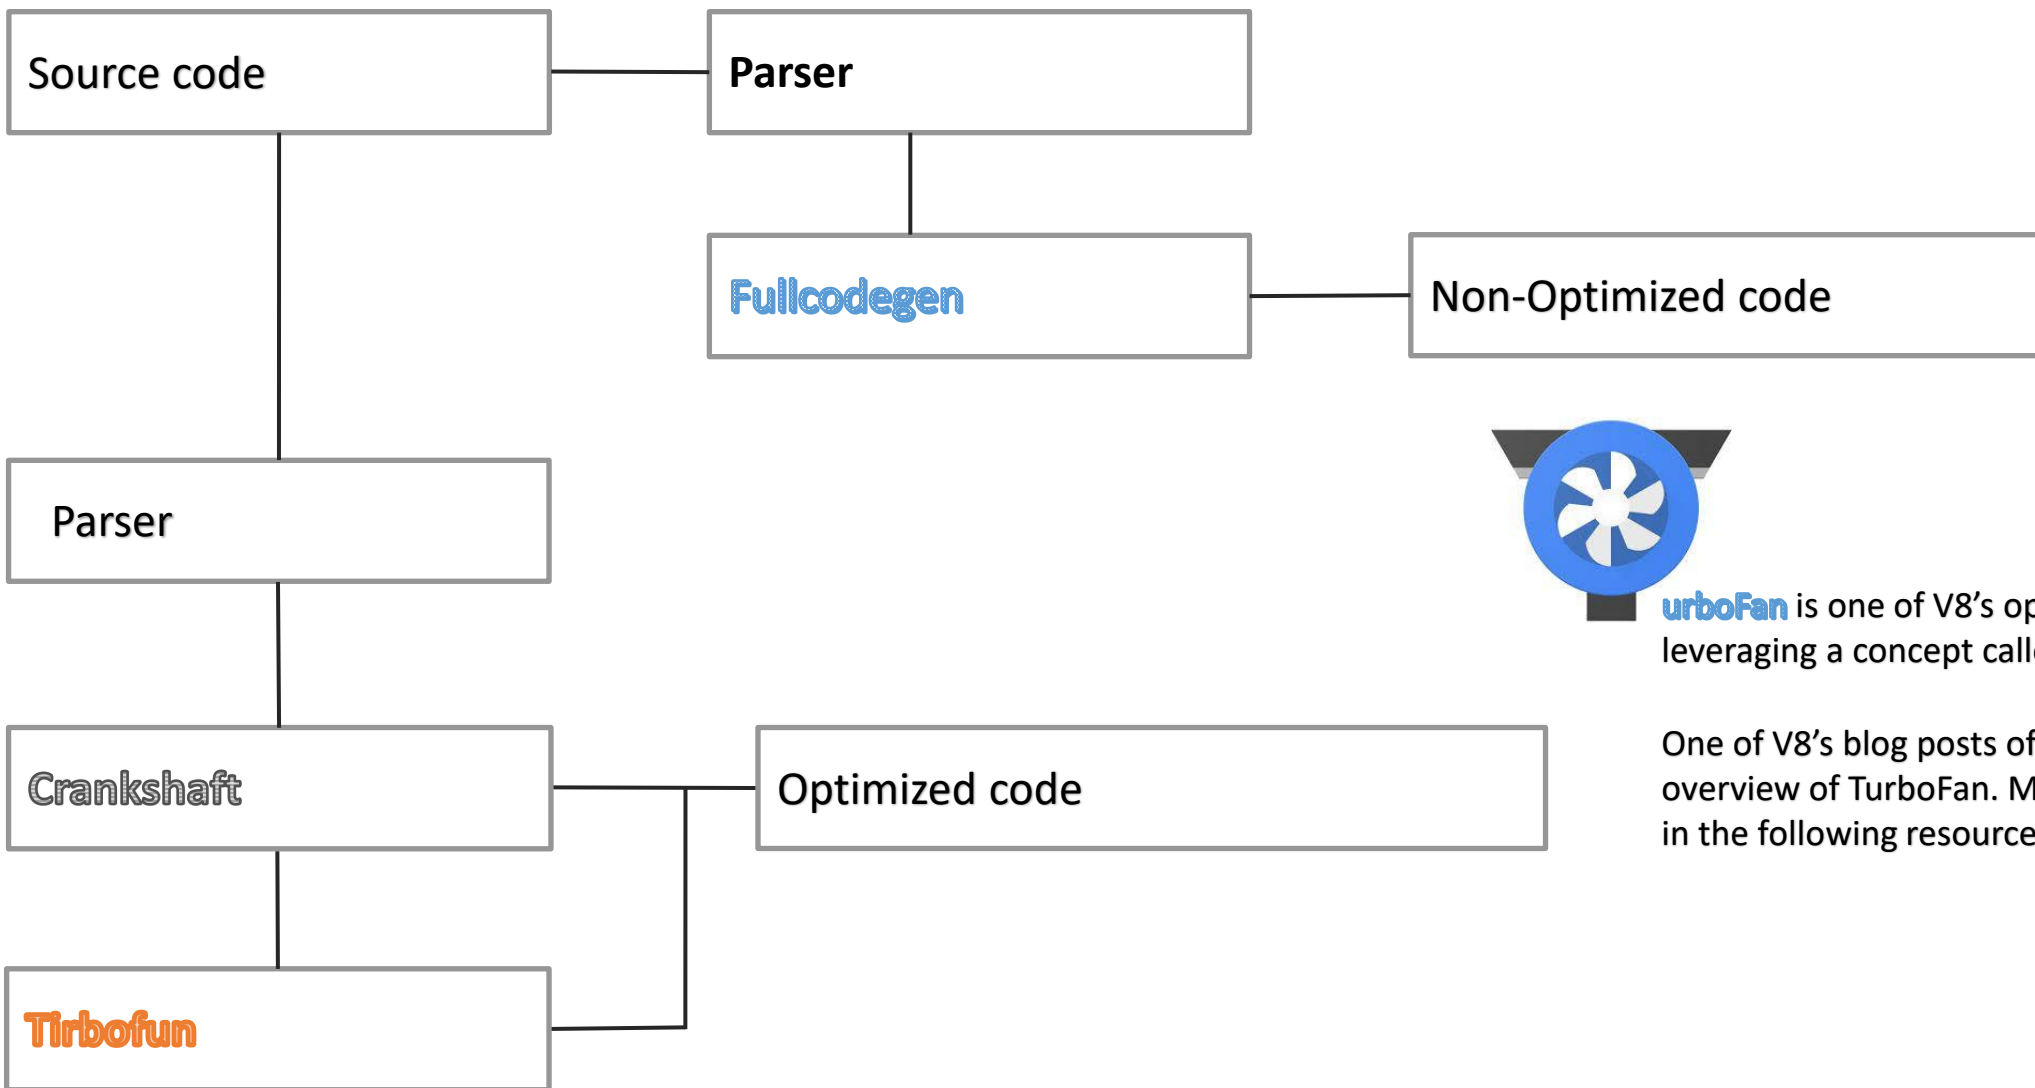 Source code
Parser
Fullcodegen
Non-Optimized code
Parser
urboFan is one of V8’s op
leveraging a concept call
One of V8’s blog posts of
overview of TurboFan. M
in the following resource
Crankshaft
Optimized code
Tirbofun